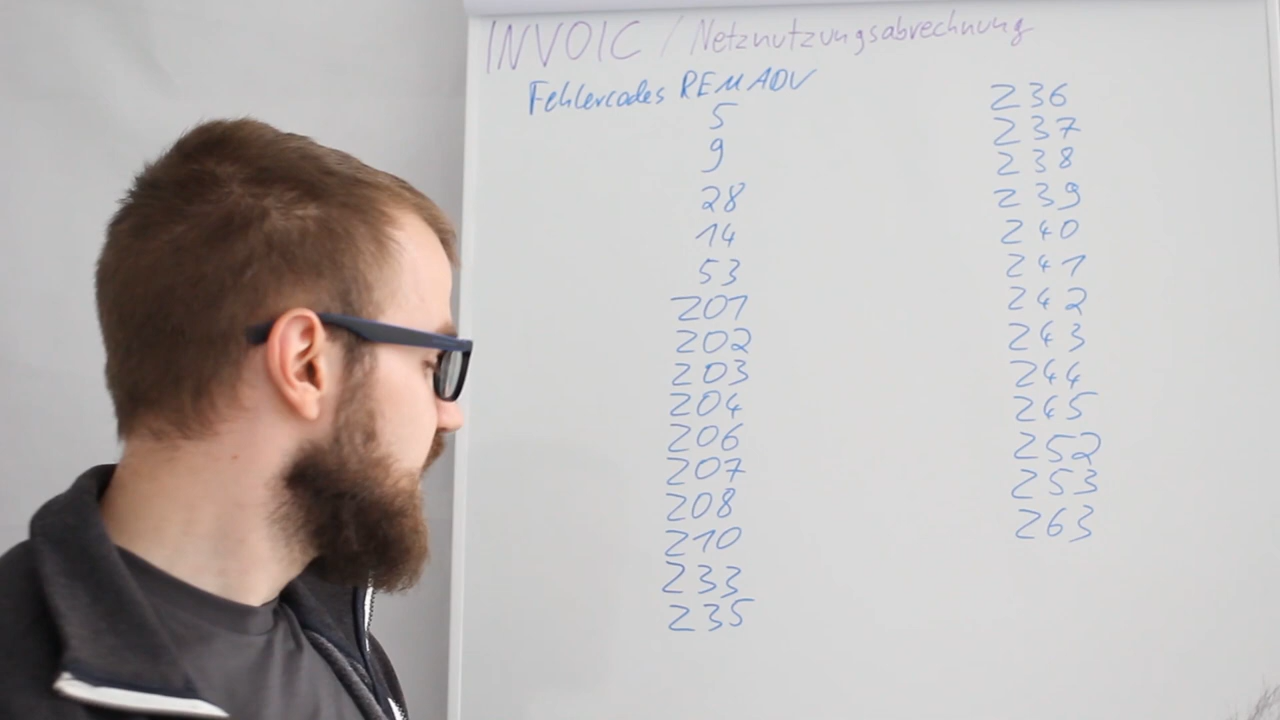 INVOIC / Netznutzungsabrechnung
Fehlercodes REMADV
5
9
28
14
53
Z01
Z02
Z03
Z04
Z06
Z07
Z08
Z10
Z33
Z35
Z36
Z37
Z38
Z39
Z40
Z41
Z42
Z43
Z44
Z45
Z52
Z53
Z63